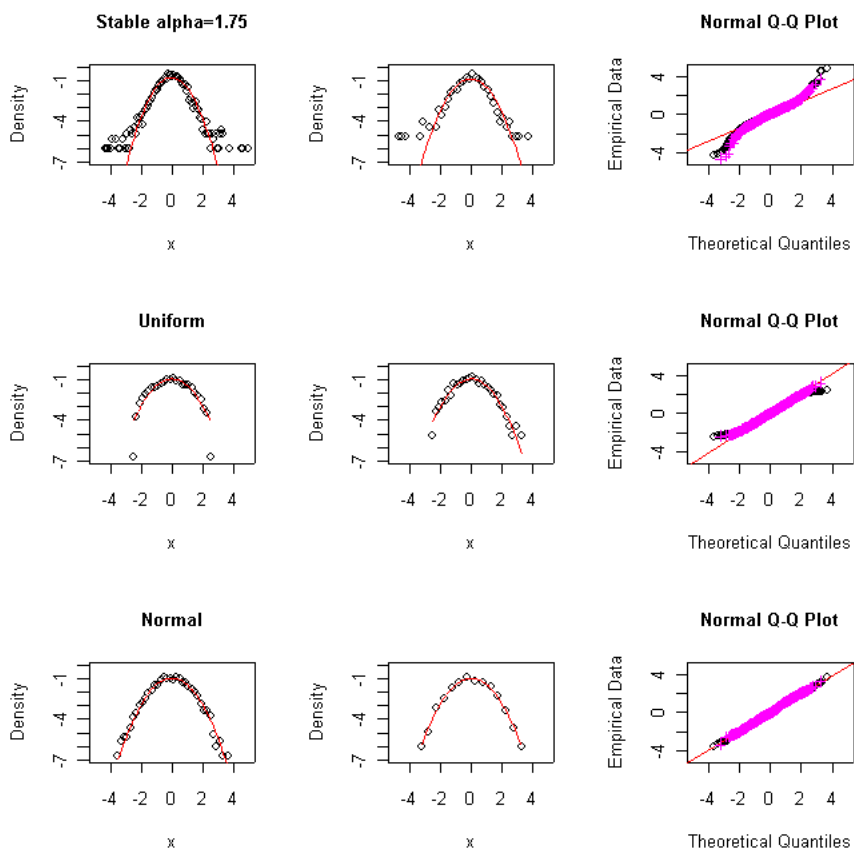 Stable alpha=1.75
Normal Q-Q Plot
Density
-7 -4 -1
-4 -2 0 2 4
x
Density
-7 -4 -1
-4 -2 0 2 4
x
Empirical Data
-4 0 4
-4 -2 0 2 4
Theoretical Quantiles
Uniform
Normal Q-Q Plot
Density
-7 -4 -1
-4 -2 0 2 4
x
Density
-7 -4 -1
-4 -2 0 2 4
x
Empirical Data
-4 0 4
-4 -2 0 2 4
Theoretical Quantiles
Normal
Normal Q-Q Plot
Density
-7 -4 -1
-4 -2 0 2 4
x
Density
-7 -4 -1
-4 -2 0 2 4
x
Empirical Data
-4 0 4
-4 -2 0 2 4
Theoretical Quantiles